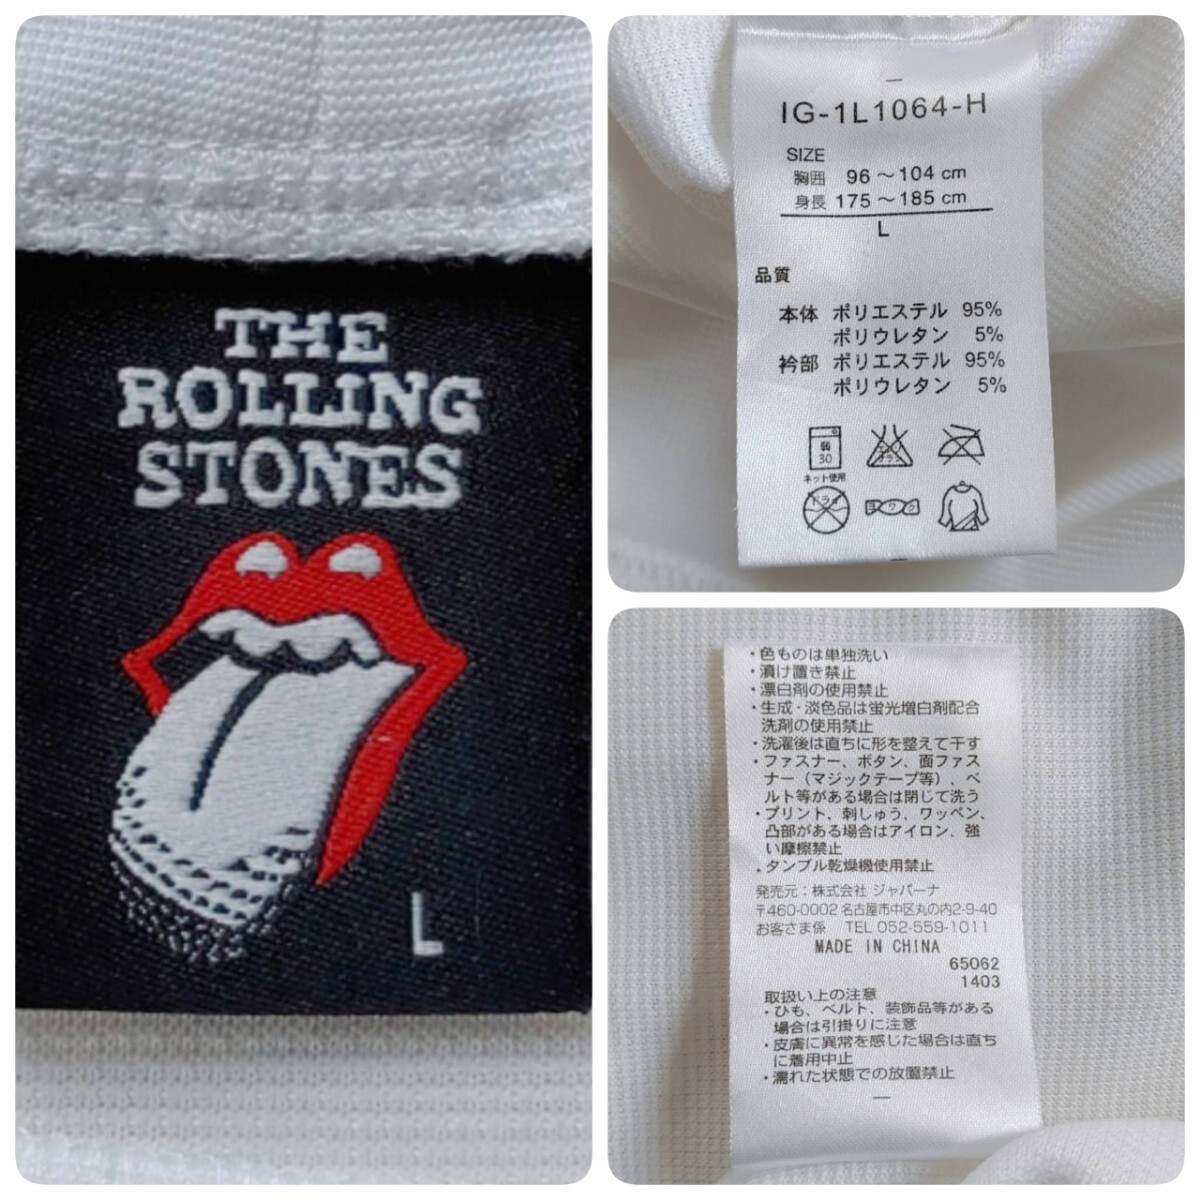 THE
ROLLING
STONES
L
IG-1L1064-H
SIZE
胸囲 96～104 cm
身長 175～185 cm
L
品質
本体 ポリエステル 95%
ポリウレタン 5%
衿部 ポリエステル 95%
ポリウレタン 5%
弱
30
ネット使用
エンソ
サラシ
ドライ
手ワク
・色ものは単独洗い
・漬け置き禁止
・漂白剤の使用禁止
・生成・淡色品は蛍光増白剤配合
洗剤の使用禁止
・洗濯後は直ちに形を整えて干す
・ファスナー、ボタン、面ファス
ナー（マジックテープ等）、ベ
ルト等がある場合は閉じて洗う
・プリント、刺しゅう、ワッペン、
凸部がある場合はアイロン、強
い摩擦禁止
・タンブル乾燥機使用禁止
発売元：株式会社 ジャパーナ
〒460-0002 名古屋市中区丸の内2-9-40
お客さま係 TEL 052-559-1011
MADE IN CHINA
65062
1403
取扱い上の注意
・ひも、ベルト、装飾品等がある
場合は引掛りに注意
・皮膚に異常を感じた場合は直ち
に着用中止
・濡れた状態での放置禁止